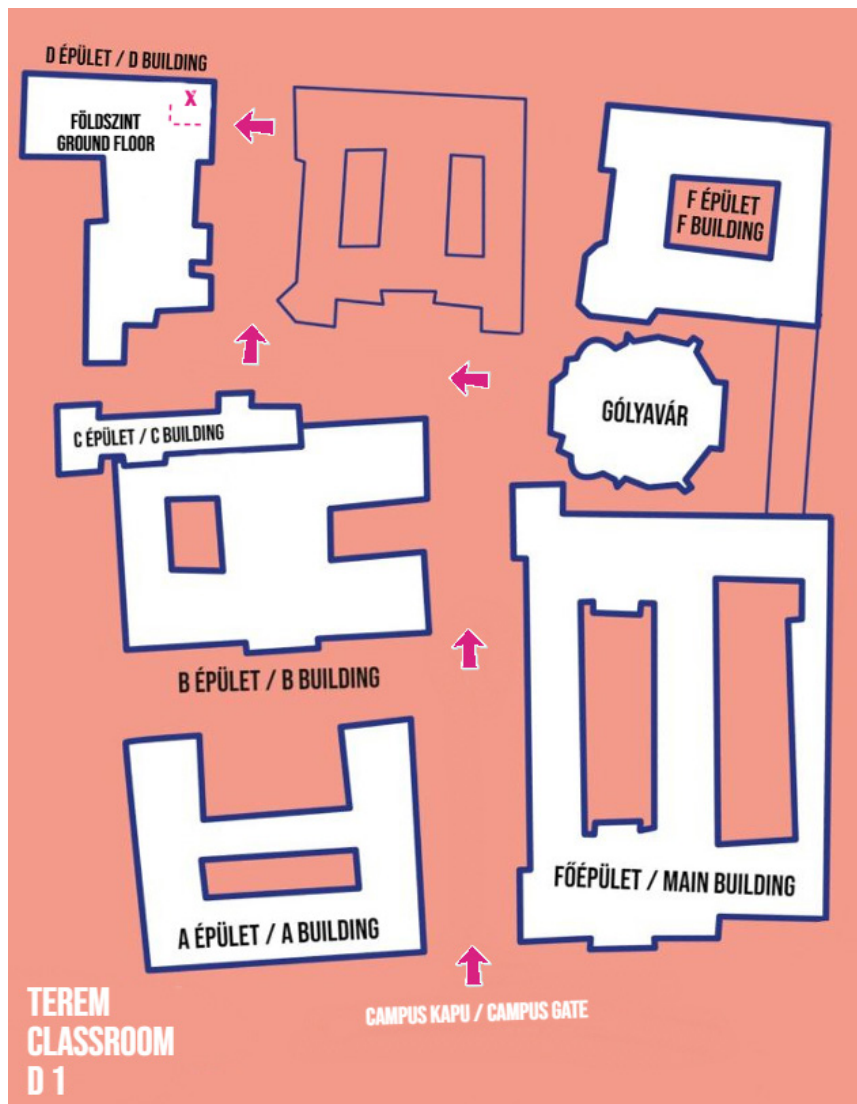 D ÉPÜLET / D BUILDING
X
FÖLDSZINT
GROUND FLOOR
F ÉPÜLET
F BUILDING
GÓLYAVÁR
C ÉPÜLET / C BUILDING
B ÉPÜLET / B BUILDING
FŐÉPÜLET / MAIN BUILDING
A ÉPÜLET / A BUILDING
CAMPUS KAPU / CAMPUS GATE
TEREM
CLASSROOM
D 1